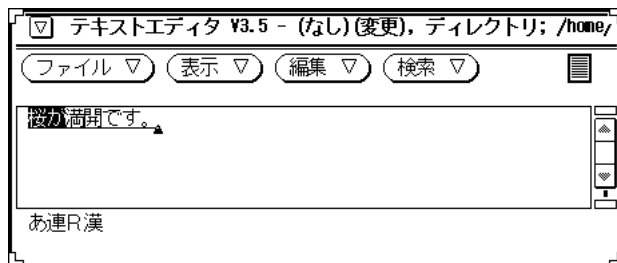 テキストエディタ V3.5 - (なし)(変更), ディレクトリ; /home/
ファイル ▽ 表示 ▽ 編集 ▽ 検索 ▽
桜が満開です。
あ連R漢